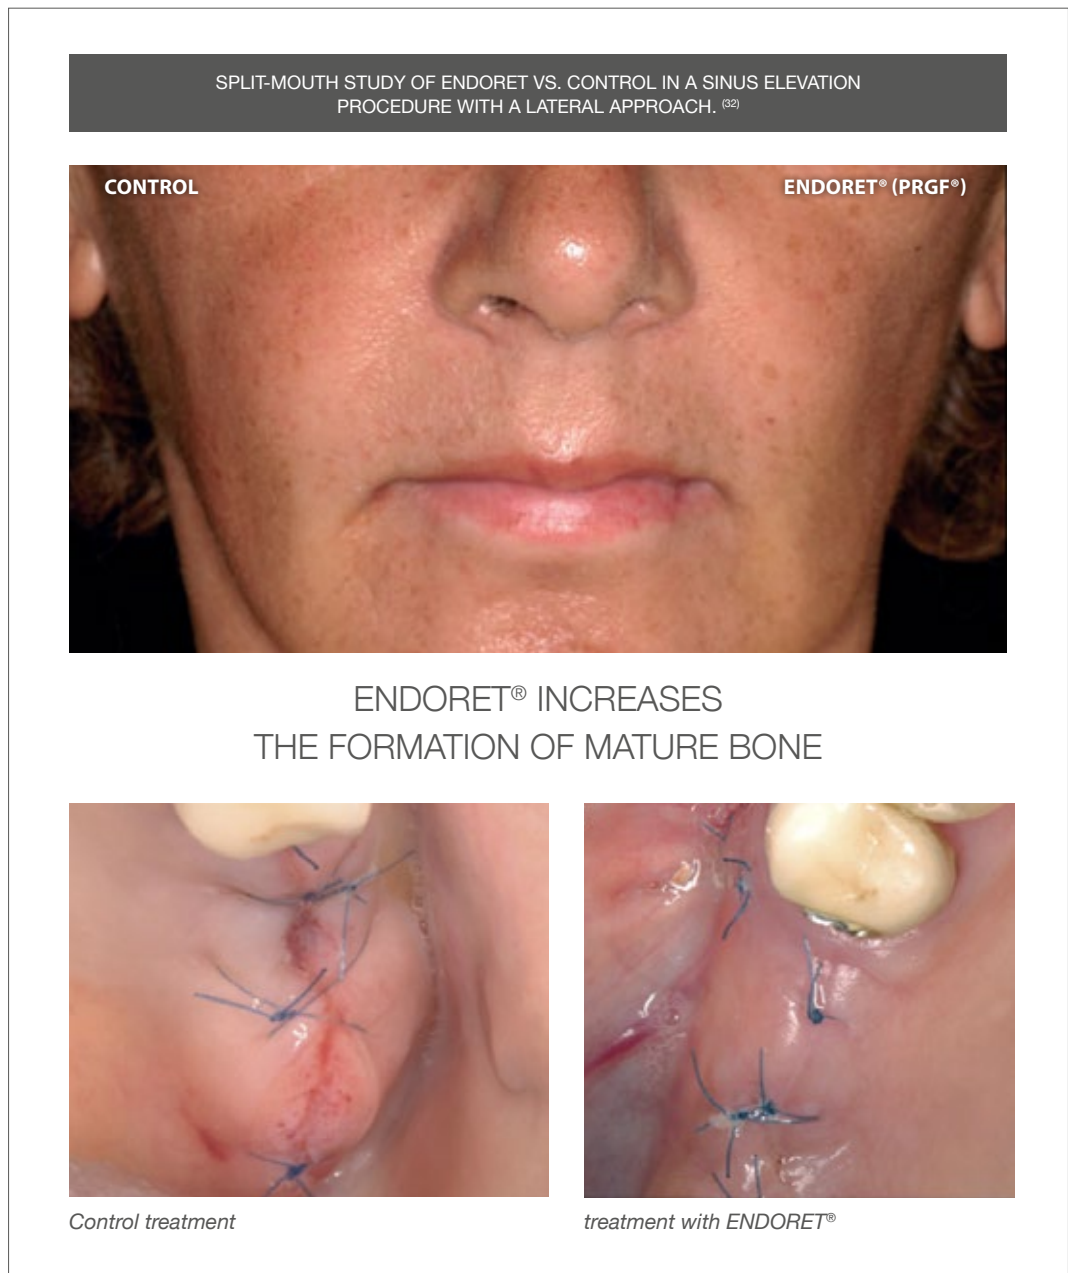 SPLIT-MOUTH STUDY OF ENDORET VS. CONTROL IN A SINUS ELEVATION
PROCEDURE WITH A LATERAL APPROACH. (32)
CONTROL
ENDORET® (PRGF®)
ENDORET® INCREASES
THE FORMATION OF MATURE BONE
Control treatment
treatment with ENDORET®